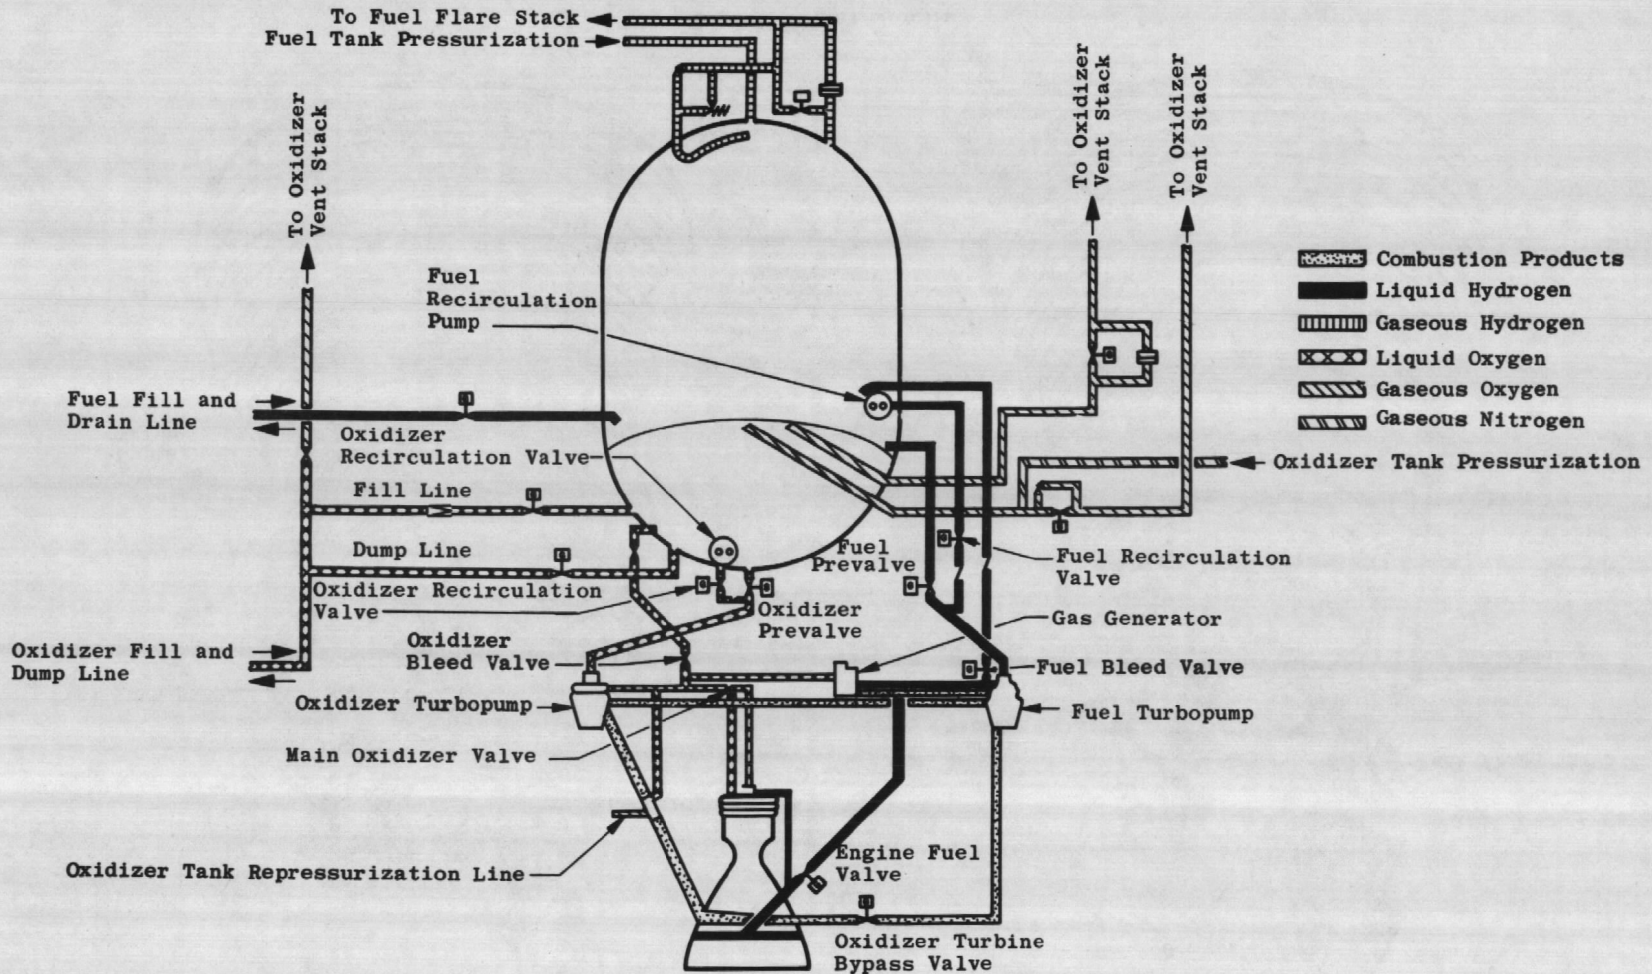 To Fuel Flare Stack
Fuel Tank Pressurization
To Oxidizer
Vent Stack
To Oxidizer
Vent Stack
To Oxidizer
Vent Stack
Fuel
Recirculation
Pump
Combustion Products
Liquid Hydrogen
Gaseous Hydrogen
Liquid Oxygen
Gaseous Oxygen
Gaseous Nitrogen
Fuel Fill and
Drain Line
Oxidizer
Recirculation Valve
Oxidizer Tank Pressurization
Fill Line
Dump Line
Fuel
Prevalve
Fuel Recirculation
Valve
Oxidizer Recirculation
Valve
Oxidizer
Prevalve
Gas Generator
Oxidizer
Bleed Valve
Oxidizer Fill and
Dump Line
Fuel Bleed Valve
Oxidizer Turbopump
Fuel Turbopump
Main Oxidizer Valve
Engine Fuel
Valve
Oxidizer Tank Repressurization Line
Oxidizer Turbine
Bypass Valve